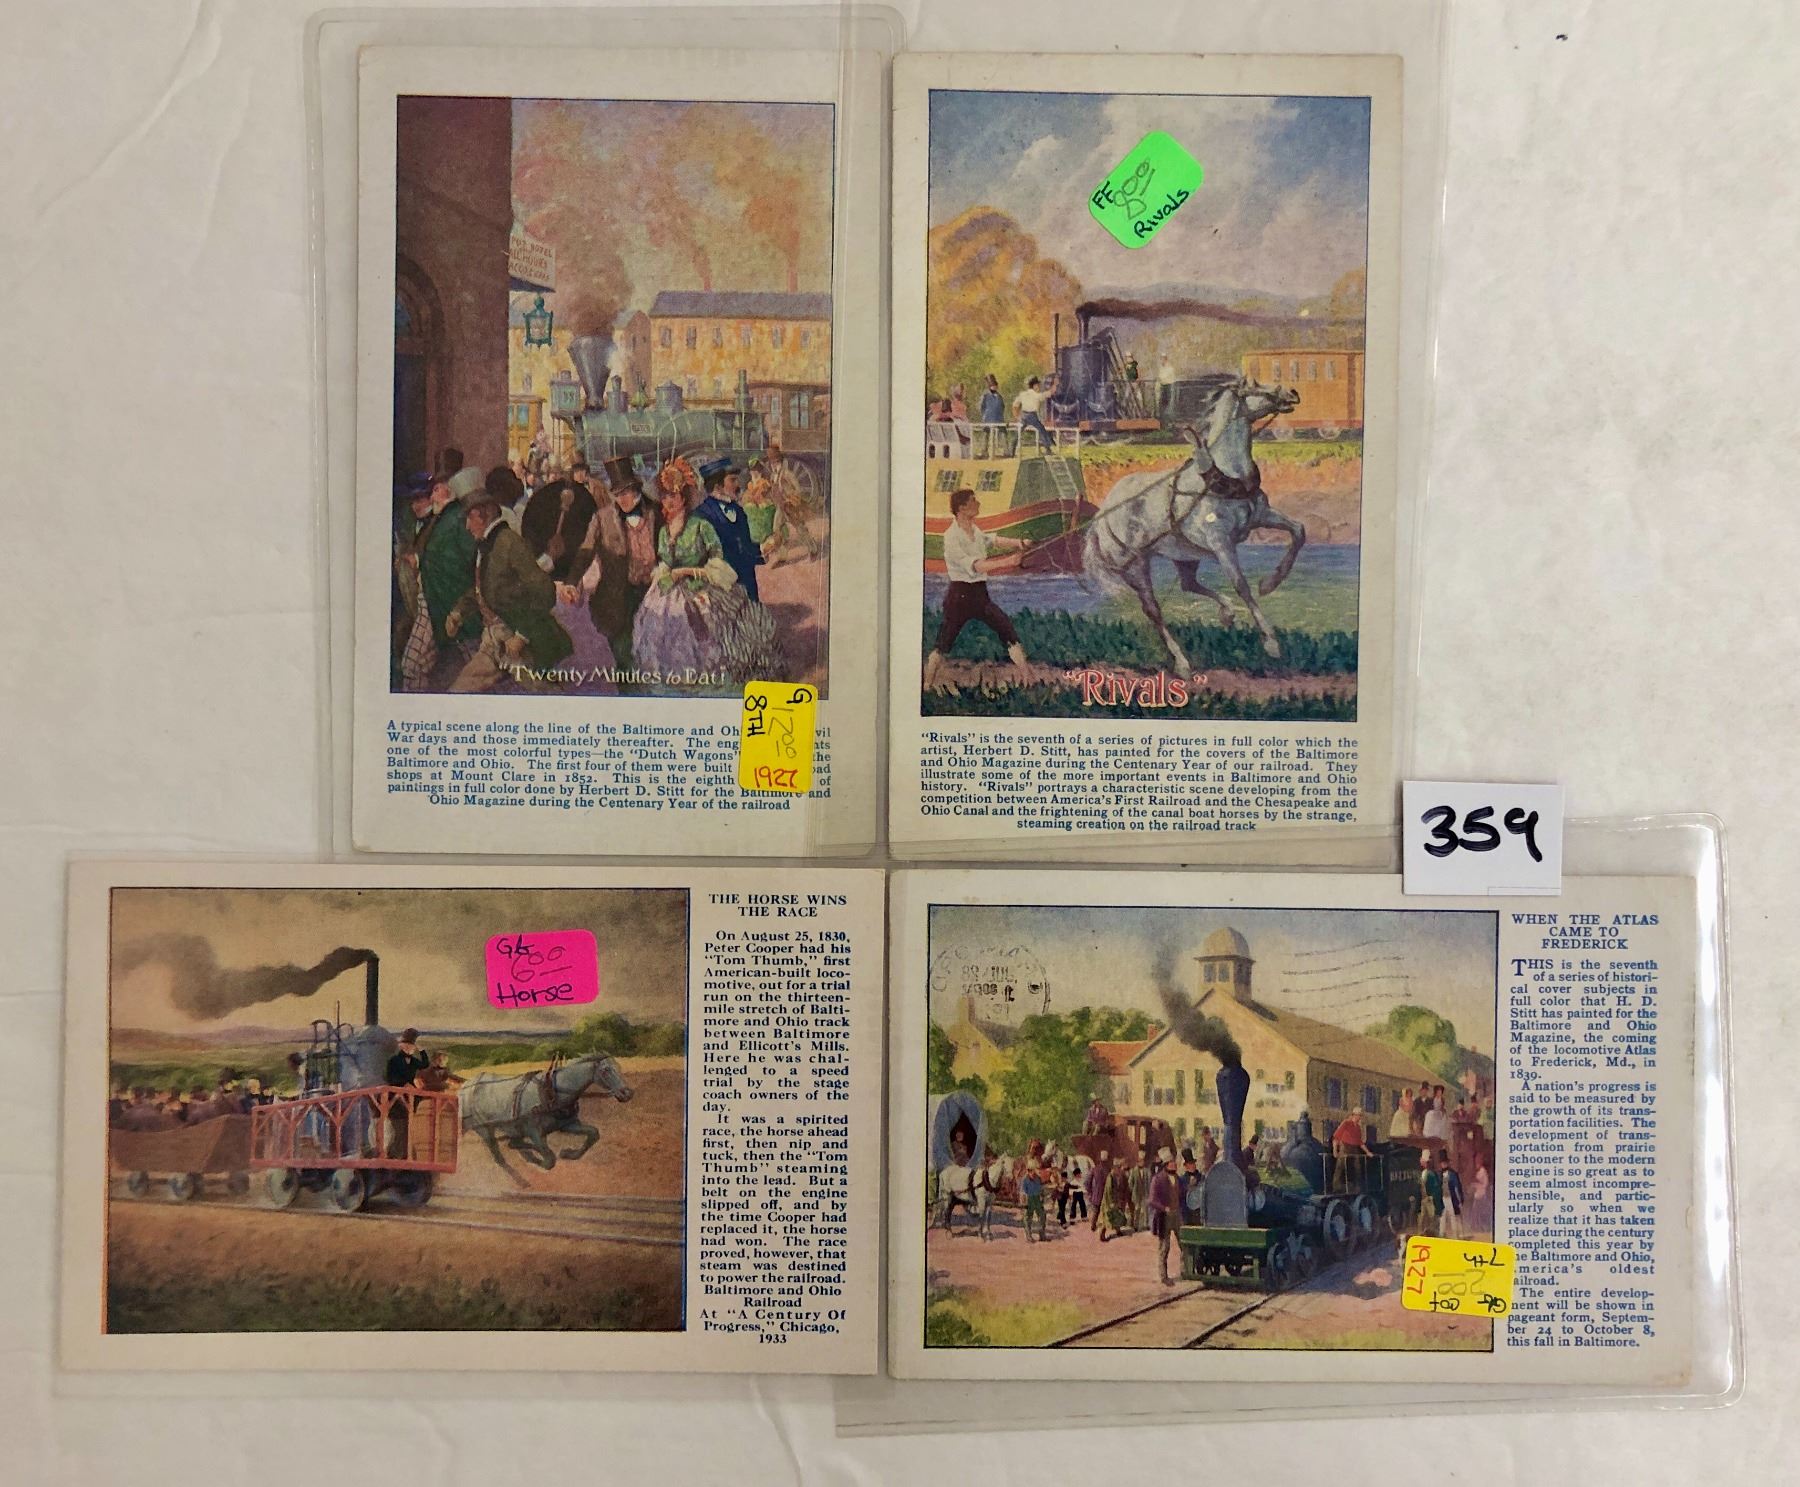 ALL HOURS
"Twenty Minutes to Eat!
A typical scene along the line of the Baltimore and Oh vil
War days and those immediately thereafter. The eng nts
one of the most colorful types—the "Dutch Wagons" the
Baltimore and Ohio. The first four of them were built oad
shops at Mount Clare in 1852. This is the eighth of
paintings in full color done by Herbert D. Stitt for the Baltimore and
Ohio Magazine during the Centenary Year of the railroad
G
8TH
1200
1927
FF
800
D
Rivals
"Rivals"
"Rivals" is the seventh of a series of pictures in full color which the
artist, Herbert D. Stitt, has painted for the covers of the Baltimore
and Ohio Magazine during the Centenary Year of our railroad. They
illustrate some of the more important events in Baltimore and Ohio
history. "Rivals" portrays a characteristic scene developing from the
competition between America's First Railroad and the Chesapeake and
Ohio Canal and the frightening of the canal boat horses by the strange,
steaming creation on the railroad track
359
G/G
600
Horse
THE HORSE WINS
THE RACE
On August 25, 1830,
Peter Cooper had his
"Tom Thumb," first
American-built loco-
motive, out for a trial
run on the thirteen-
mile stretch of Balti-
more and Ohio track
between Baltimore
and Ellicott's Mills.
Here he was chal-
lenged to a speed
trial by the stage
coach owners of the
day.
It was a spirited
race, the horse ahead
first, then nip and
tuck, then the "Tom
Thumb" steaming
into the lead. But a
belt on the engine
slipped off, and by
the time Cooper had
replaced it, the horse
had won. The race
proved, however, that
steam was destined
to power the railroad.
Baltimore and Ohio
Railroad
At "A Century Of
Progress," Chicago,
1933
WHEN THE ATLAS
CAME TO
FREDERICK
THIS is the seventh
of a series of histori-
cal cover subjects in
full color that H. D.
Stitt has painted for the
Baltimore and Ohio
Magazine, the coming
of the locomotive Atlas
to Frederick, Md., in
1839.
A nation's progress is
said to be measured by
the growth of its trans-
portation facilities. The
development of trans-
portation from prairie
schooner to the modern
engine is so great as to
seem almost incompre-
hensible, and partic-
ularly so when we
realize that it has taken
place during the century
completed this year by
he Baltimore and Ohio,
merica's oldest
ailroad.
The entire develop-
ment will be shown in
pageant form, Septem-
ber 24 to October 8,
this fall in Baltimore.
7th
1927